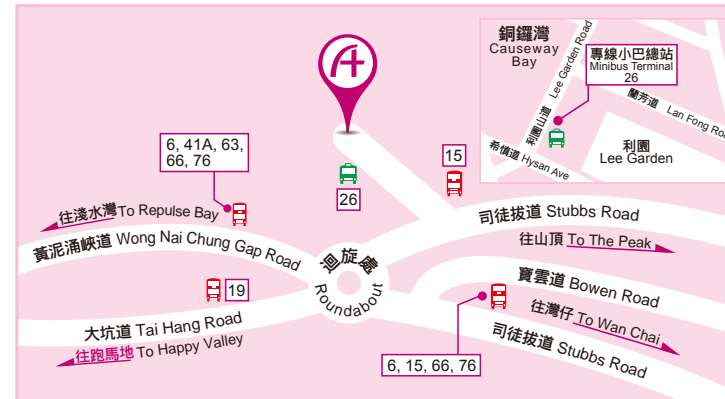 銅鑼灣
Causeway
Bay
利園山道 Lee Garden Road
專線小巴總站
Minibus Terminal
26
蘭芳道 Lan Fong Road
希慎道 Hysan Ave
利園
Lee Garden
6, 41A, 63,
66, 76
15
26
往淺水灣 To Repulse Bay
黃泥涌峽道 Wong Nai Chung Gap Road
司徒拔道 Stubbs Road
往山頂 To The Peak
迴旋處
Roundabout
19
寶雲道 Bowen Road
大坑道 Tai Hang Road
往灣仔 To Wan Chai
往跑馬地 To Happy Valley
司徒拔道 Stubbs Road
6, 15, 66, 76